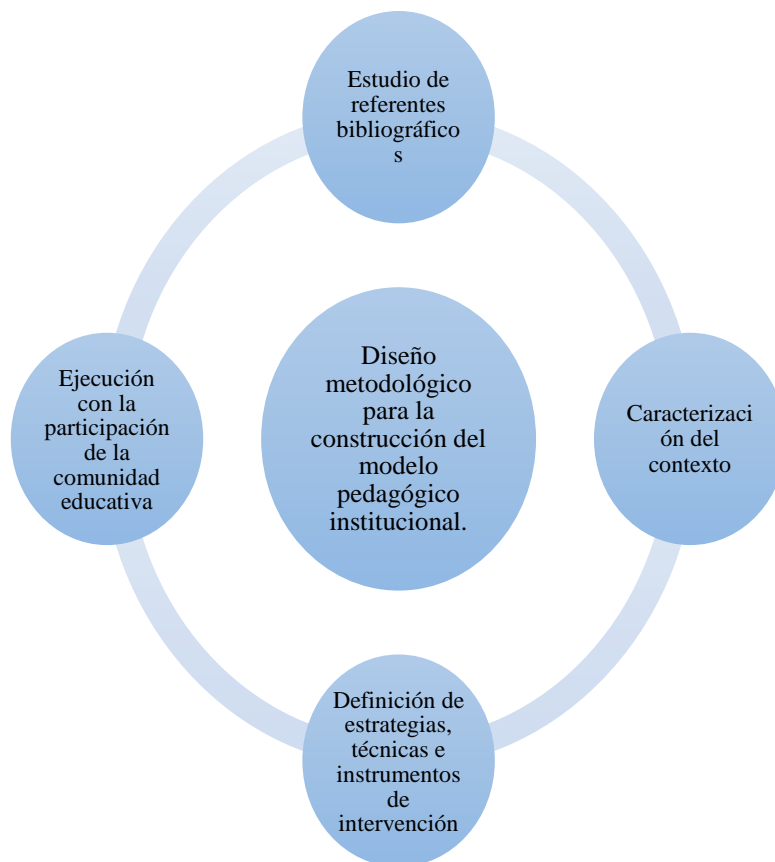 Estudio de
referentes
bibliográfico
s
Ejecución
con la
participación
de la
comunidad
educativa
Diseño
metodológico
para la
construcción del
modelo
pedagógico
institucional.
Caracterizaci
ón del
contexto
Definición de
estrategias,
técnicas e
instrumentos
de
intervención